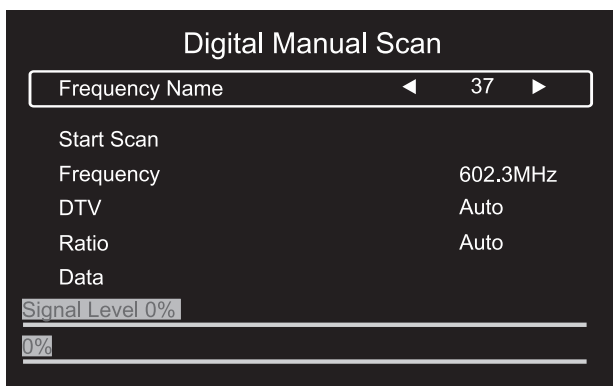 Digital Manual Scan
Frequency Name ◀ 37 ▶
Start Scan
Frequency 602.3MHz
DTV Auto
Ratio Auto
Data
Signal Level 0%
0%